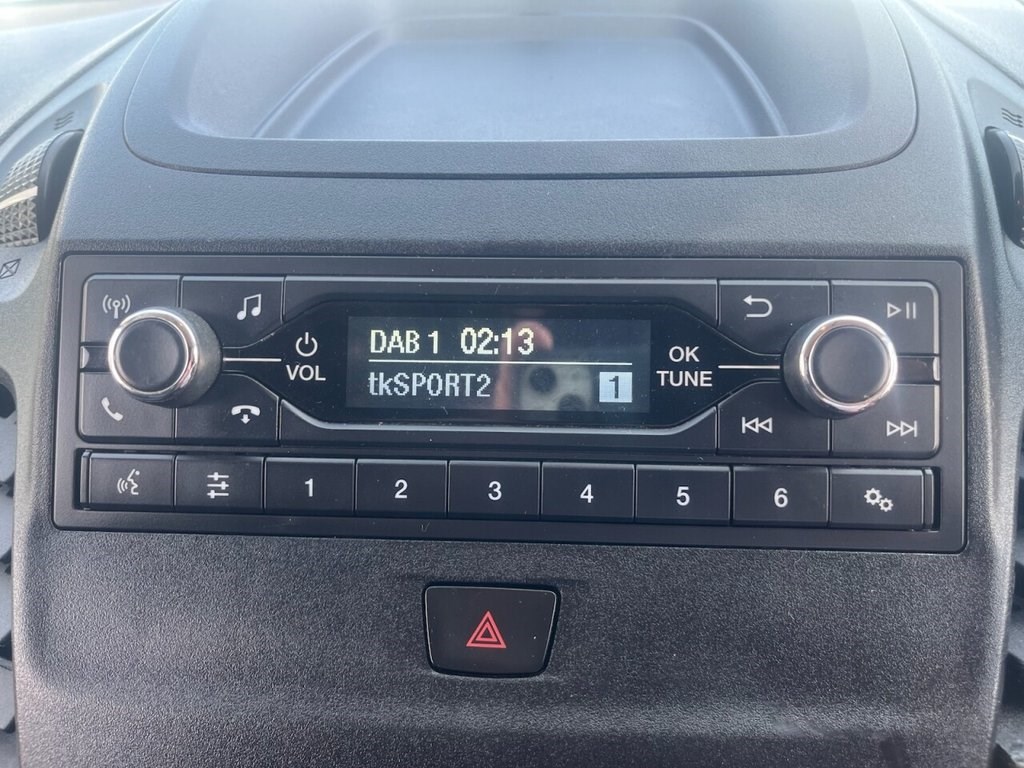 DAB 1 02:13
tkSPORT2 1
VOL
OK
TUNE
1 2 3 4 5 6